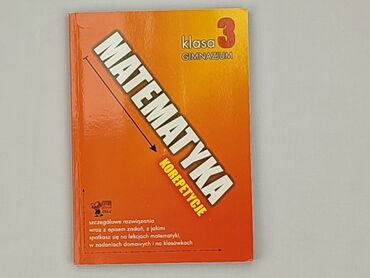 klasa 3
GIMNAZJUM
MATEMATYKA
KOREPETYCJE
szczegółowe rozwiązania
wraz z opisem zadań, z jakimi
spotkasz się na lekcjach matematyki,
w zadaniach domowych i na klasówkach